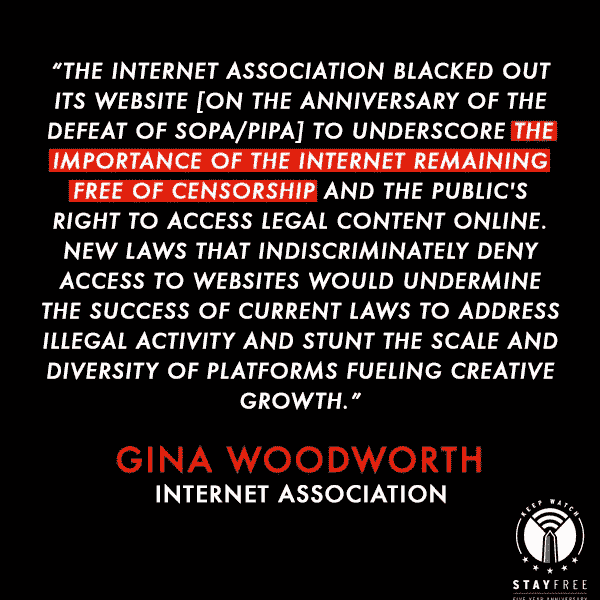 “THE INTERNET ASSOCIATION BLACKED OUT
ITS WEBSITE [ON THE ANNIVERSARY OF THE
DEFEAT OF SOPA/PIPA] TO UNDERSCORE THE
IMPORTANCE OF THE INTERNET REMAINING
FREE OF CENSORSHIP AND THE PUBLIC'S
RIGHT TO ACCESS LEGAL CONTENT ONLINE.
NEW LAWS THAT INDISCRIMINATELY DENY
ACCESS TO WEBSITES WOULD UNDERMINE
THE SUCCESS OF CURRENT LAWS TO ADDRESS
ILLEGAL ACTIVITY AND STUNT THE SCALE AND
DIVERSITY OF PLATFORMS FUELING CREATIVE
GROWTH.”
GINA WOODWORTH
INTERNET ASSOCIATION
KEEP WATCH
STAYFREE
FIVE YEAR ANNIVERSARY